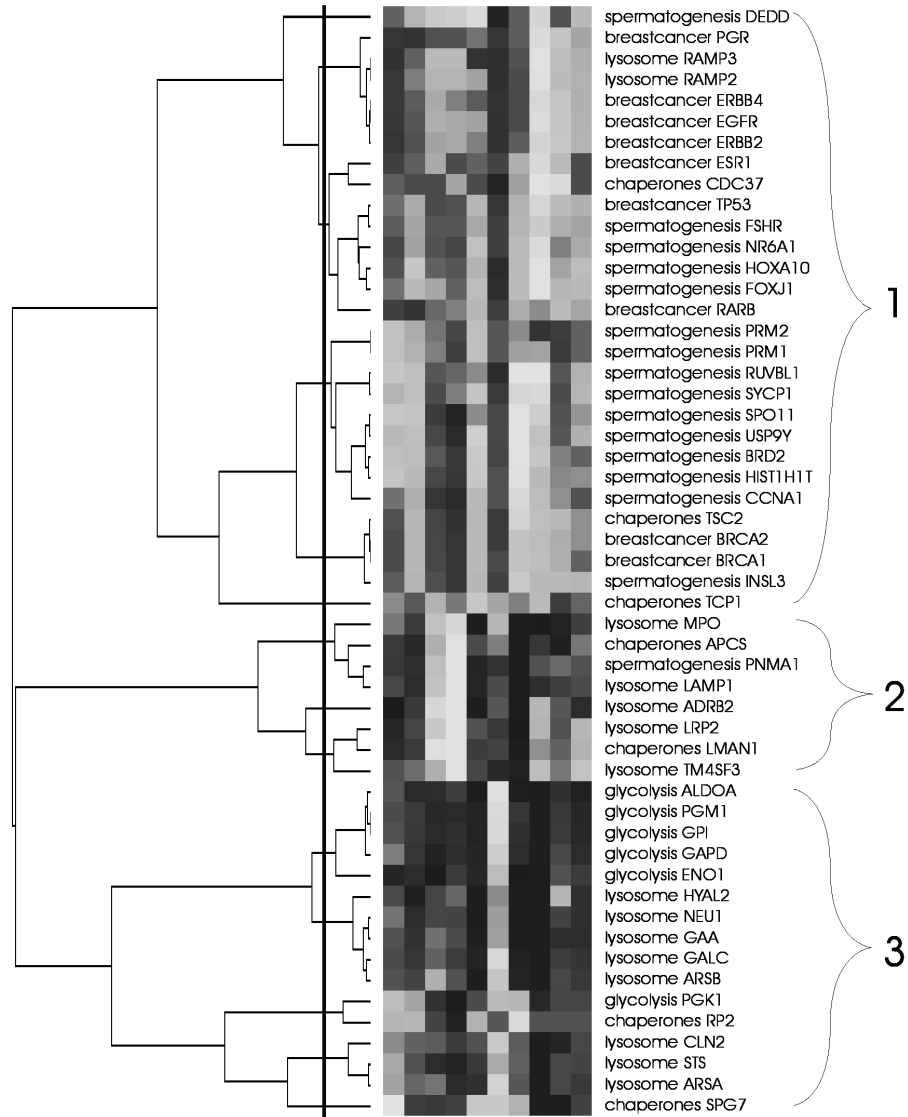 spermatogenesis DEDD
breastcancer PGR
lysosome RAMP3
lysosome RAMP2
breastcancer ERBB4
breastcancer EGFR
breastcancer ERBB2
breastcancer ESR1
chaperones CDC37
breastcancer TP53
spermatogenesis FSHR
spermatogenesis NR6A1
spermatogenesis HOXA10
spermatogenesis FOXJ1
breastcancer RARB
1
spermatogenesis PRM2
spermatogenesis PRM1
spermatogenesis RUVBL1
spermatogenesis SYCP1
spermatogenesis SPO11
spermatogenesis USP9Y
spermatogenesis BRD2
spermatogenesis HIST1H1T
spermatogenesis CCNA1
chaperones TSC2
breastcancer BRCA2
breastcancer BRCA1
spermatogenesis INSL3
chaperones TCP1
lysosome MPO
chaperones APCS
spermatogenesis PNMA1
lysosome LAMP1
2
lysosome ADRB2
lysosome LRP2
chaperones LMAN1
lysosome TM4SF3
glycolysis ALDOA
glycolysis PGM1
glycolysis GPI
glycolysis GAPD
glycolysis ENO1
lysosome HYAL2
lysosome NEU1
lysosome GAA
3
lysosome GALC
lysosome ARSB
glycolysis PGK1
chaperones RP2
lysosome CLN2
lysosome STS
lysosome ARSA
chaperones SPG7